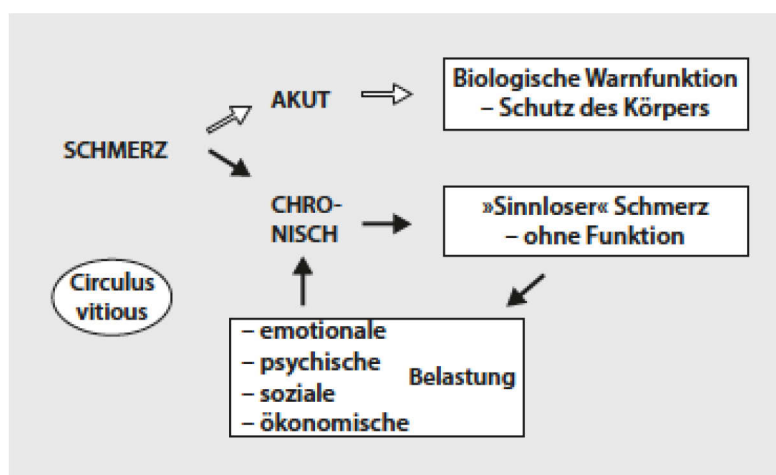 SCHMERZ
AKUT
Biologische Warnfunktion
– Schutz des Körpers
CHRO-
NISCH
»Sinnloser« Schmerz
– ohne Funktion
Circulus
vitious
– emotionale
– psychische
– soziale
– ökonomische
Belastung